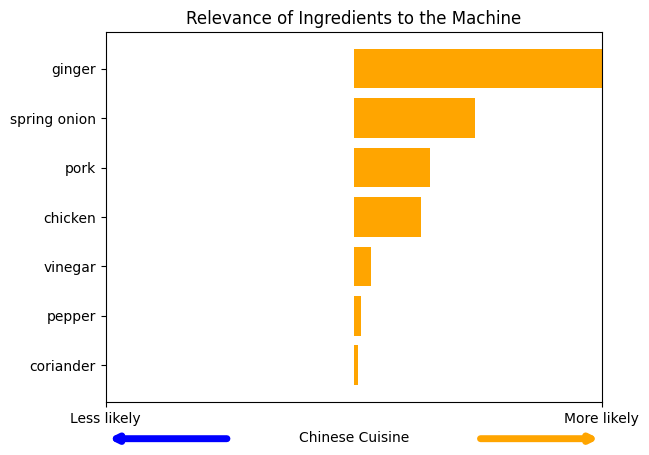 Relevance of Ingredients to the Machine
ginger
spring onion
pork
chicken
vinegar
pepper
coriander
Less likely
More likely
Chinese Cuisine